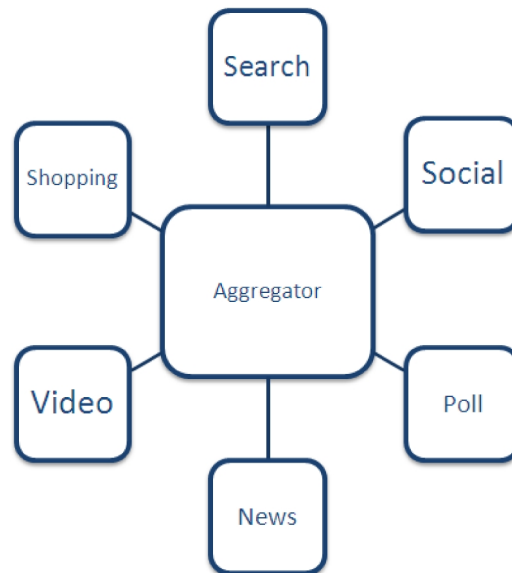 Search
Shopping
Social
Aggregator
Video
Poll
News